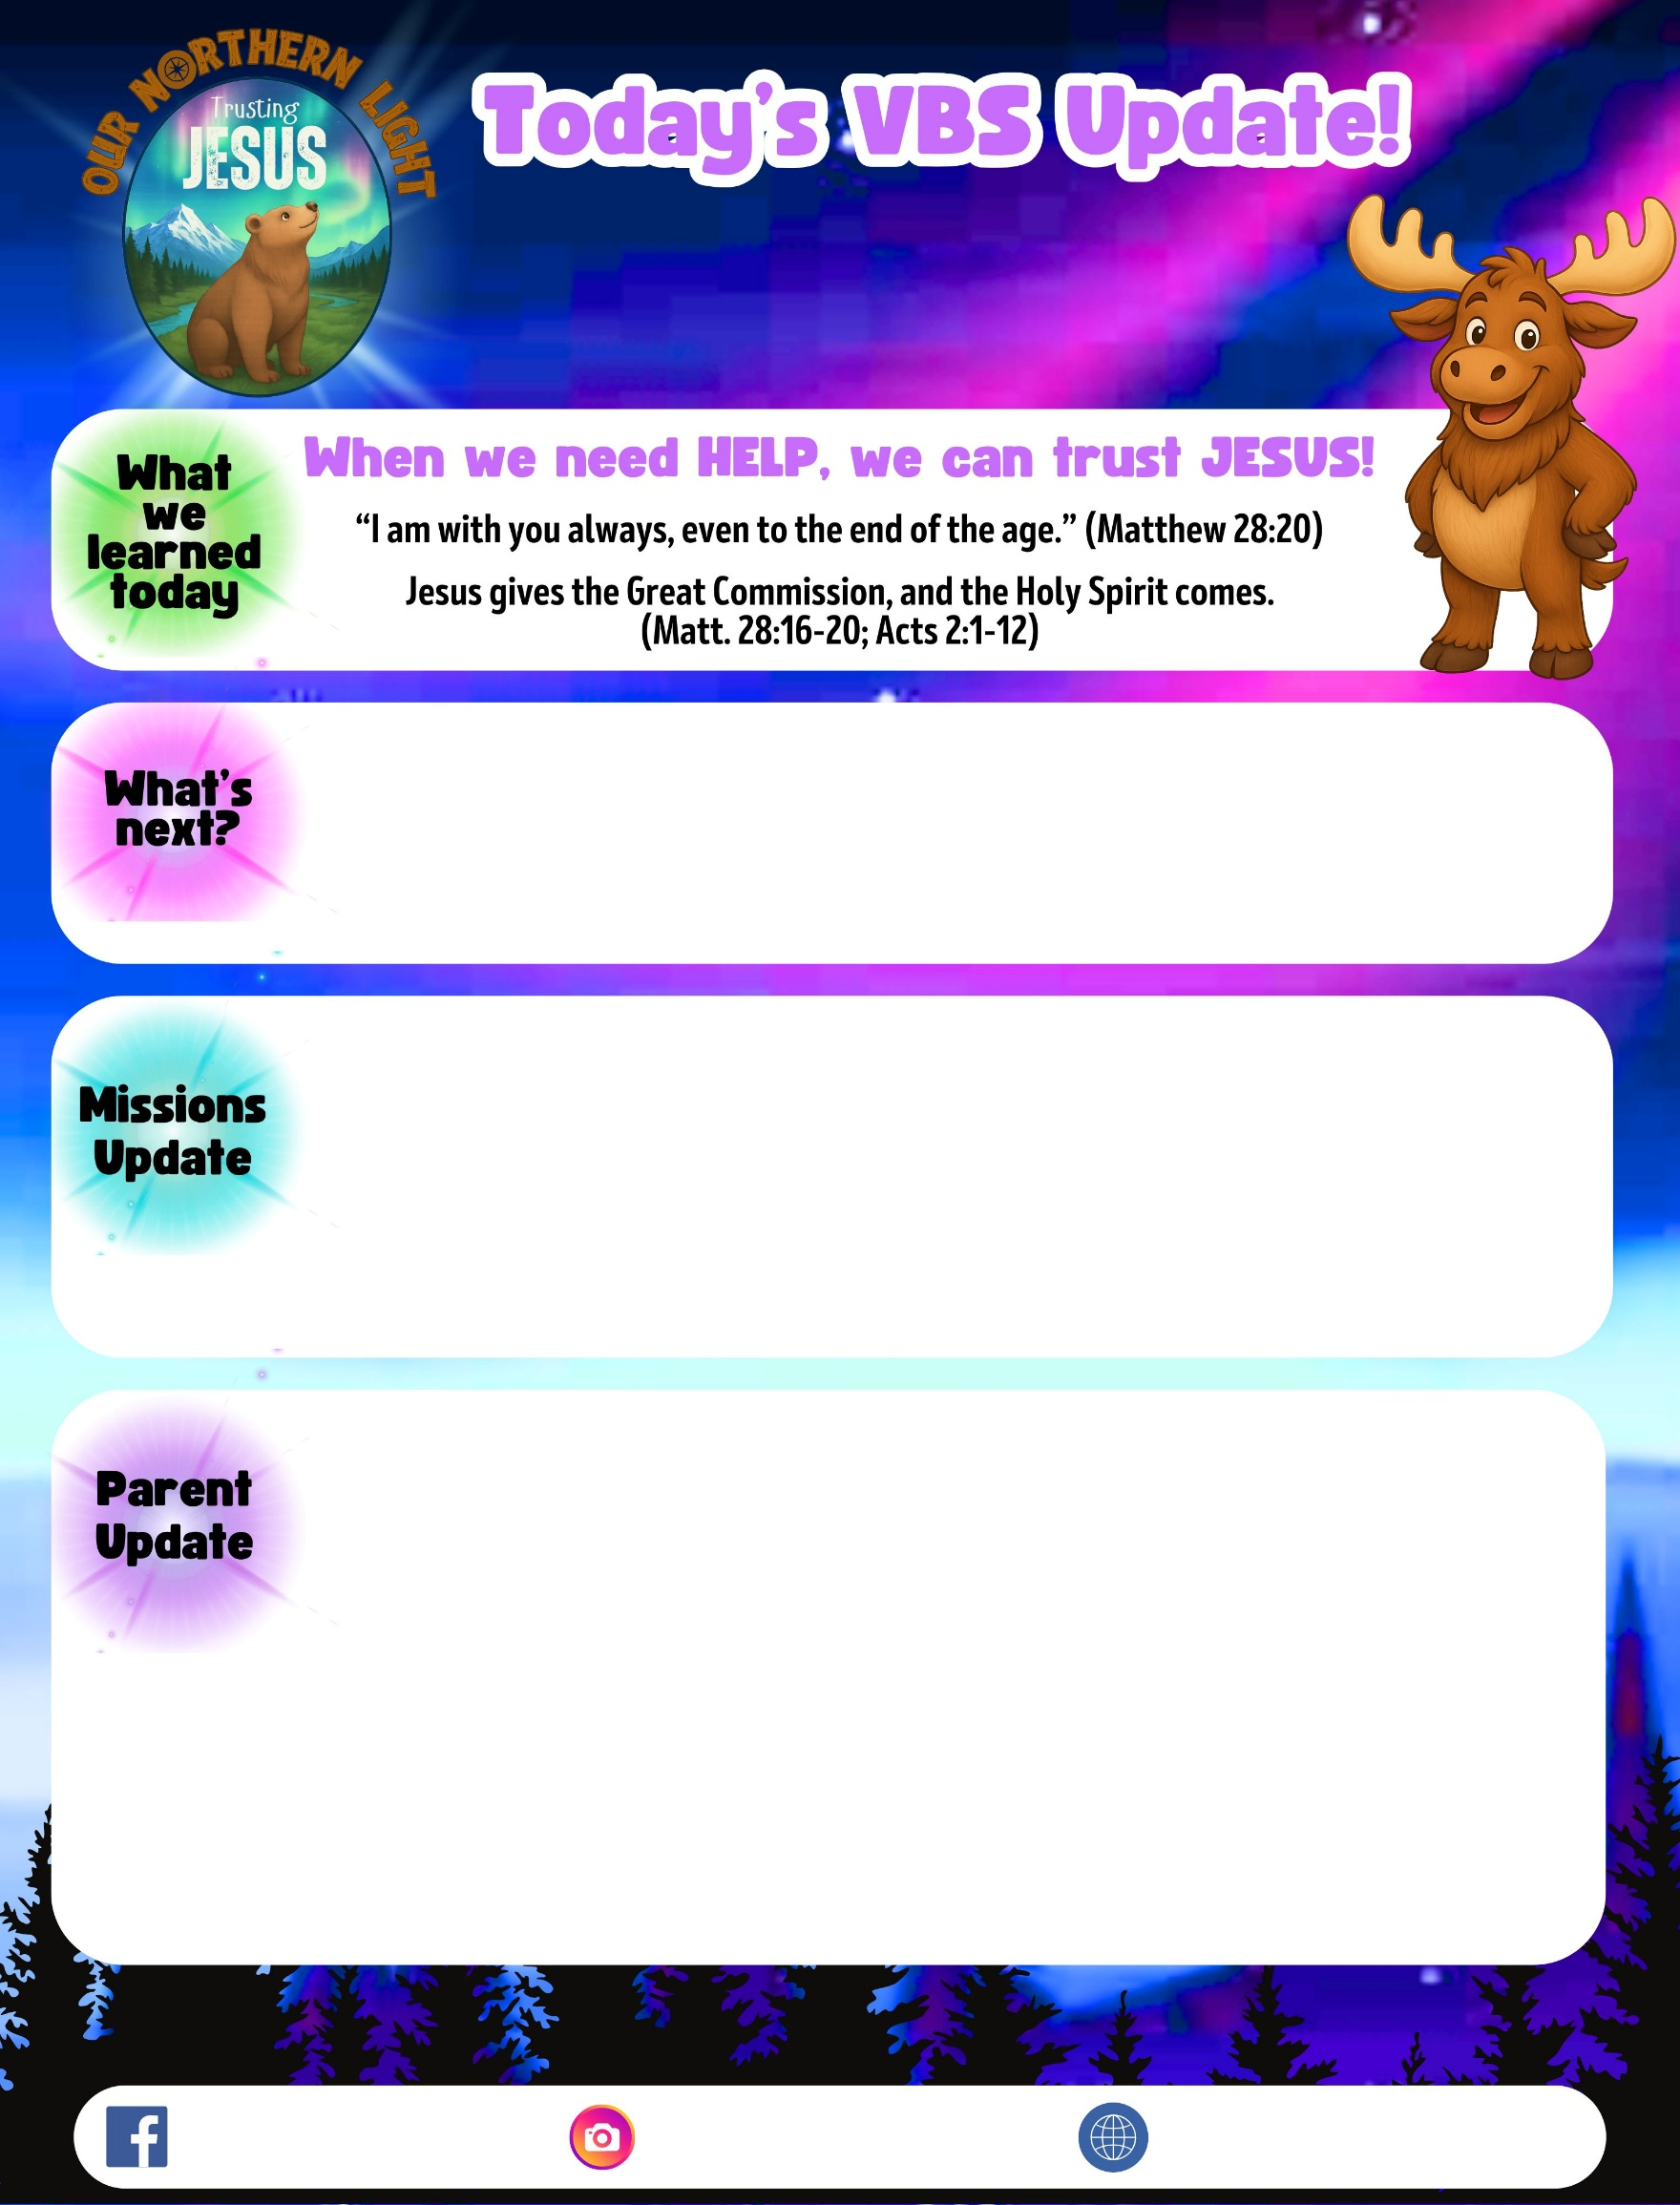 OUR NORTHERN LIGHT
Trusting
JESUS
Today's VBS Update!
What
we
learned
today
When we need HELP, we can trust JESUS!
“I am with you always, even to the end of the age.” (Matthew 28:20)
Jesus gives the Great Commission, and the Holy Spirit comes.
(Matt. 28:16-20; Acts 2:1-12)
What's
next?
Missions
Update
Parent
Update